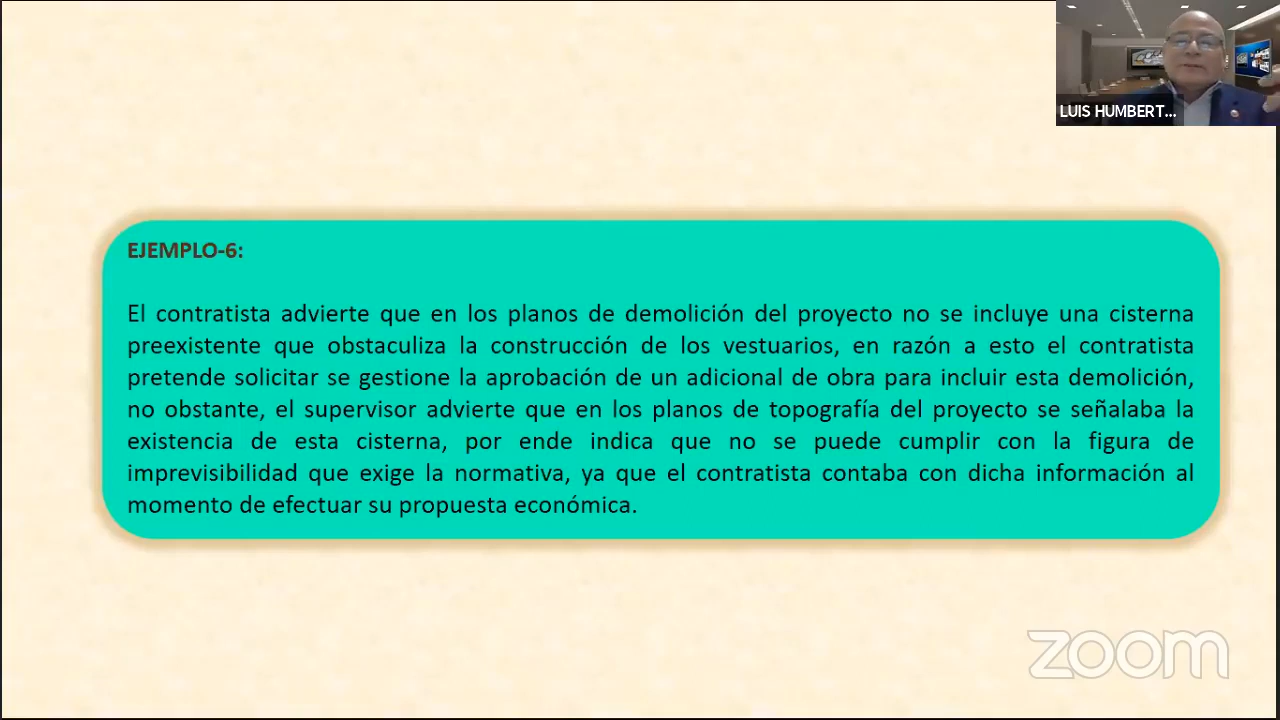 LUIS HUMBERT...
EJEMPLO-6:
El contratista advierte que en los planos de demolición del proyecto no se incluye una cisterna
preexistente que obstaculiza la construcción de los vestuarios, en razón a esto el contratista
pretende solicitar se gestione la aprobación de un adicional de obra para incluir esta demolición,
no obstante, el supervisor advierte que en los planos de topografía del proyecto se señalaba la
existencia de esta cisterna, por ende indica que no se puede cumplir con la figura de
imprevisibilidad que exige la normativa, ya que el contratista contaba con dicha información al
momento de efectuar su propuesta económica.
zoom